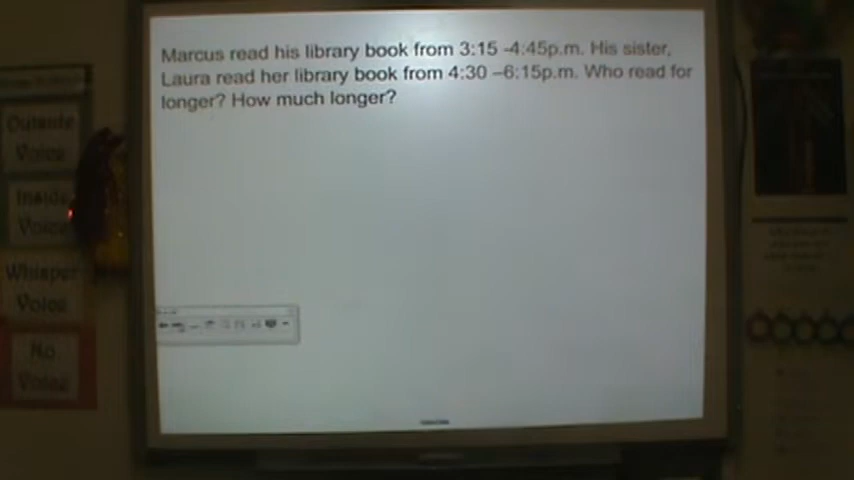 Marcus read his library book from 3:15 -4:45p.m. His sister,
Laura read her library book from 4:30 –6:15p.m. Who read for
longer? How much longer?
Outside
Voice
Inside
Voice
Whisper
Voice
No
Voice